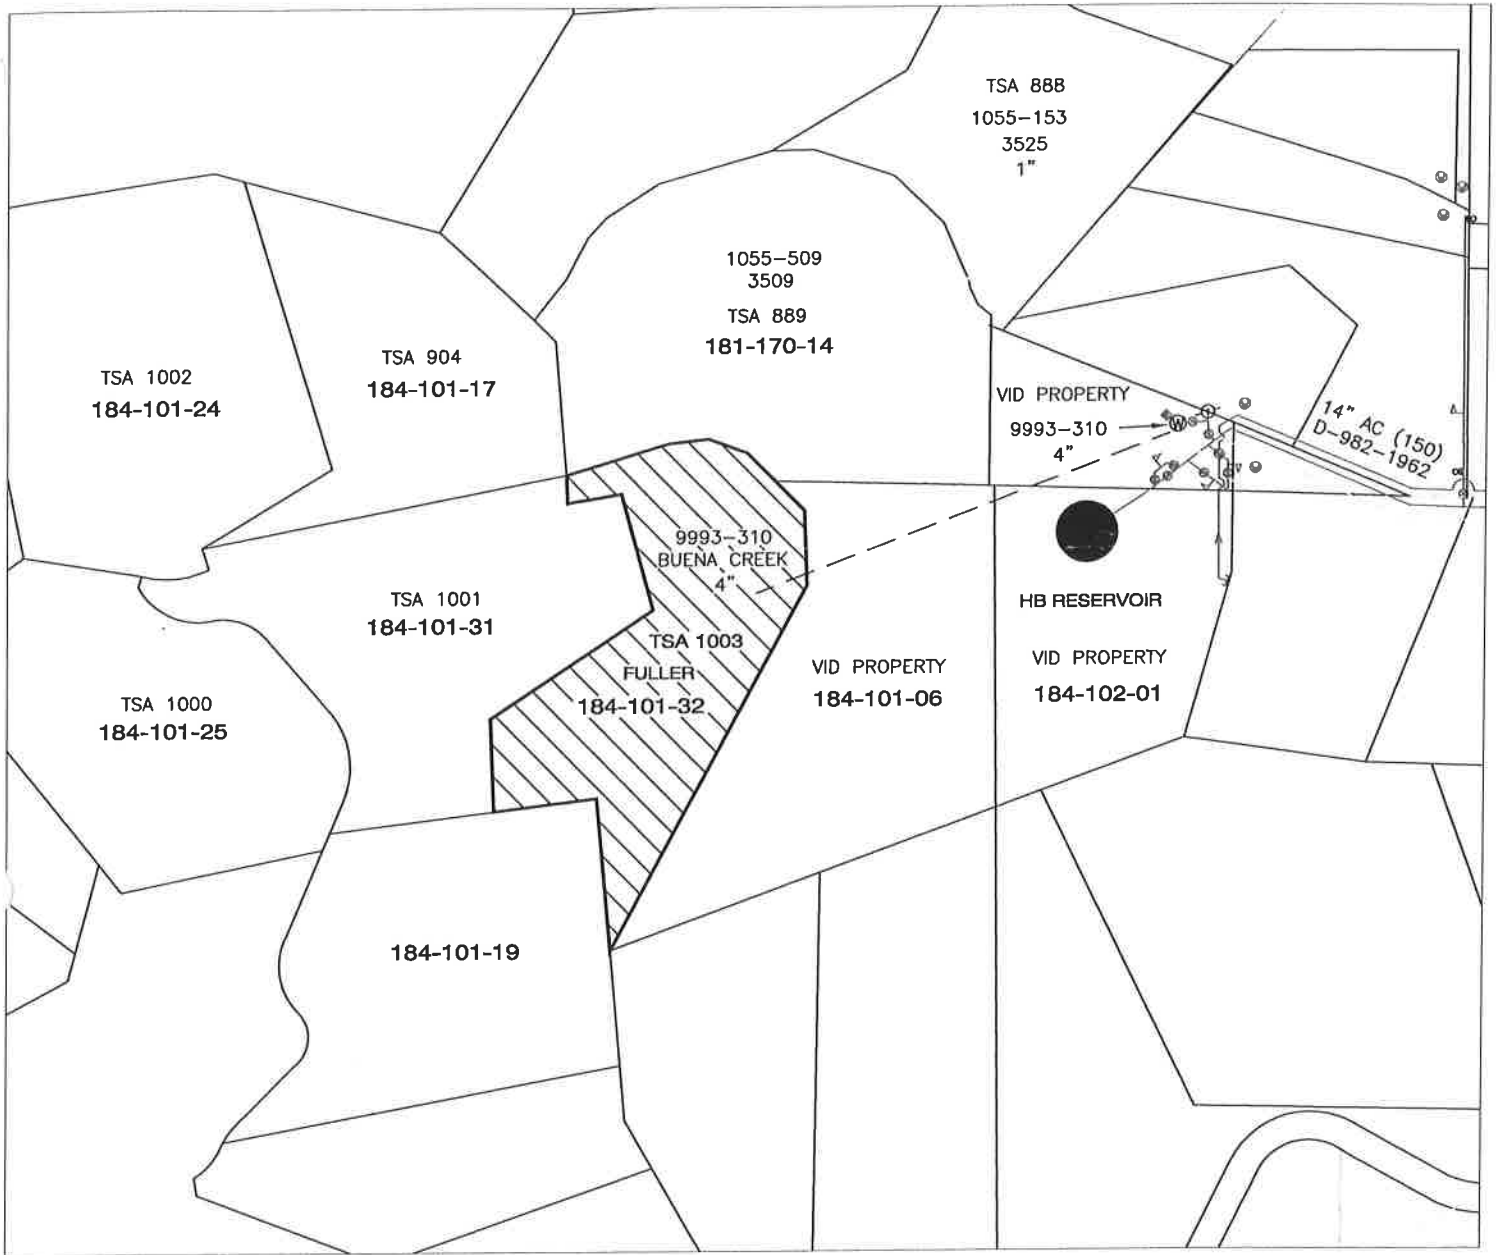 TSA 888
1055-153
3525
1"
1055-509
3509
TSA 889
181-170-14
TSA 904
184-101-17
TSA 1002
184-101-24
VID PROPERTY
9993-310
4"
W
14" AC (150)
D-982-1962
9993-310
BUENA CREEK
4"
TSA 1001
184-101-31
HB RESERVOIR
TSA 1003
FULLER
184-101-32
VID PROPERTY
184-101-06
VID PROPERTY
184-102-01
TSA 1000
184-101-25
184-101-19